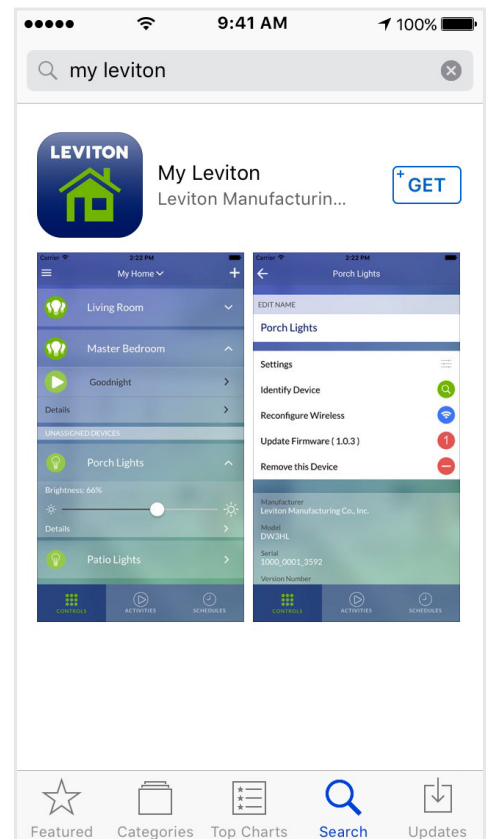 9:41 AM
100%
my leviton
LEVITON
My Leviton
Leviton Manufacturin...
+ GET
Carrier 2:22 PM
My Home
+
Living Room
Master Bedroom
Goodnight
Details
UNASSIGNED DEVICES
Porch Lights
Brightness: 66%
Details
Patio Lights
CONTROLS ACTIVITIES SCHEDULES
Carrier 2:22 PM
Porch Lights
EDIT NAME
Porch Lights
Settings
Identify Device
Reconfigure Wireless
Update Firmware ( 1.0.3 ) 1
Remove this Device
Manufacturer
Leviton Manufacturing Co., Inc.
Model
DW3HL
Serial
1000_0001_3592
Version Number
CONTROLS ACTIVITIES SCHEDULES
Featured Categories Top Charts Search Updates